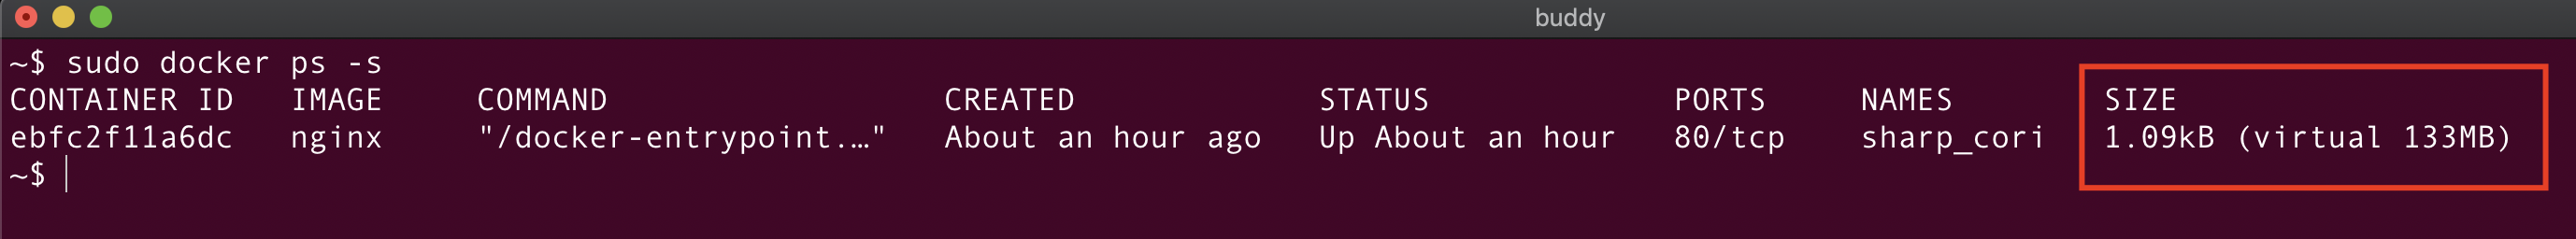 buddy
~$ sudo docker ps -s
CONTAINER ID   IMAGE      COMMAND                  CREATED             STATUS             PORTS     NAMES        SIZE
ebfc2f11a6dc   nginx      "/docker-entrypoint.…"   About an hour ago   Up About an hour   80/tcp    sharp_cori   1.09kB (virtual 133MB)
~$